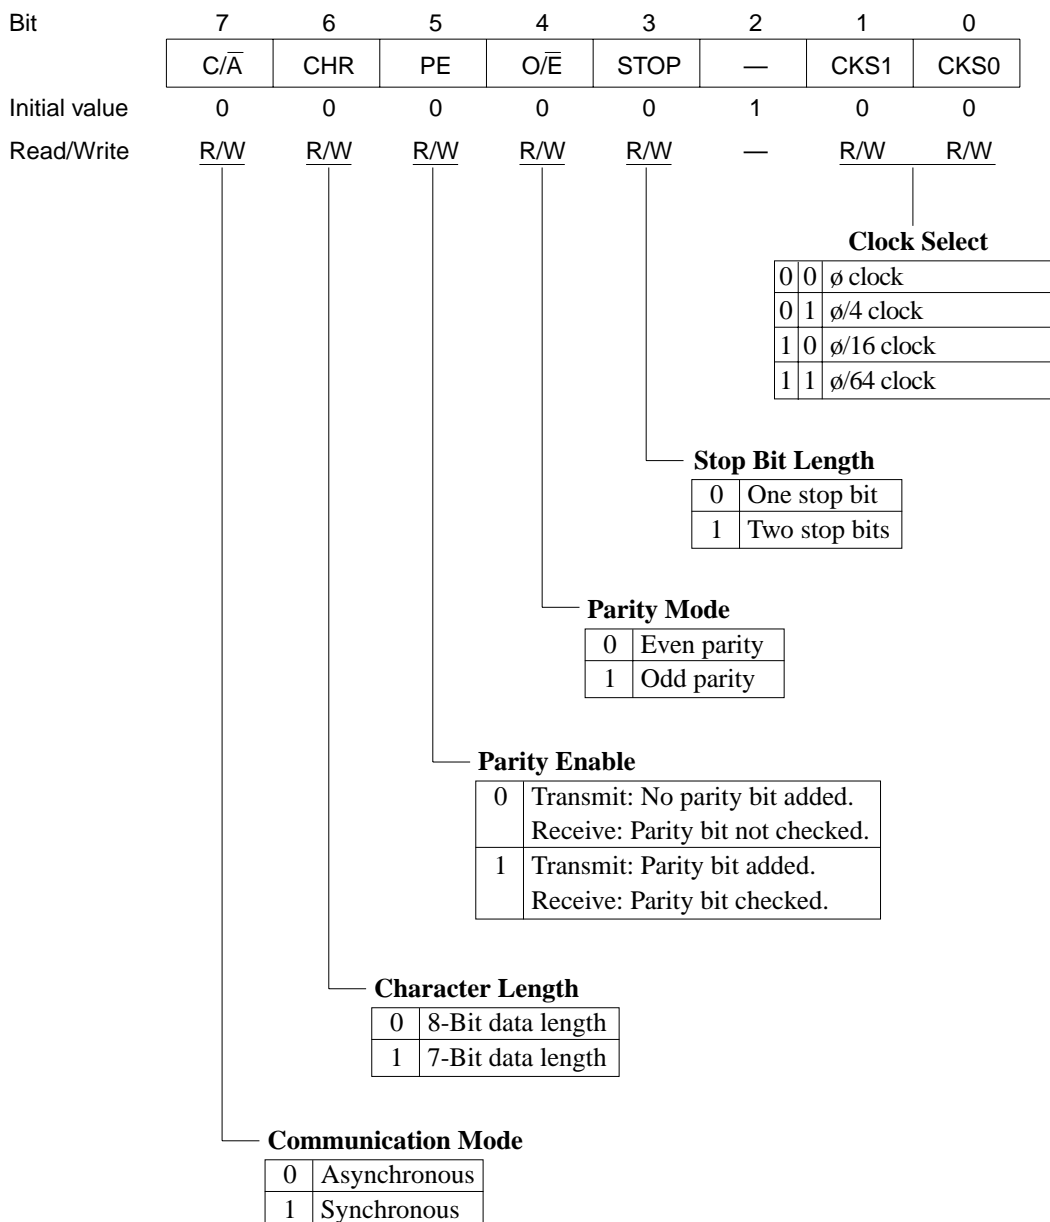 Bit 7 6 5 4 3 2 1 0
C/A̅ CHR PE O/E̅ STOP — CKS1 CKS0
Initial value 0 0 0 0 0 1 0 0
Read/Write R/W R/W R/W R/W R/W — R/W R/W
Clock Select
0 0 ø clock
0 1 ø/4 clock
1 0 ø/16 clock
1 1 ø/64 clock
Stop Bit Length
0 One stop bit
1 Two stop bits
Parity Mode
0 Even parity
1 Odd parity
Parity Enable
0 Transmit: No parity bit added.
Receive: Parity bit not checked.
1 Transmit: Parity bit added.
Receive: Parity bit checked.
Character Length
0 8-Bit data length
1 7-Bit data length
Communication Mode
0 Asynchronous
1 Synchronous